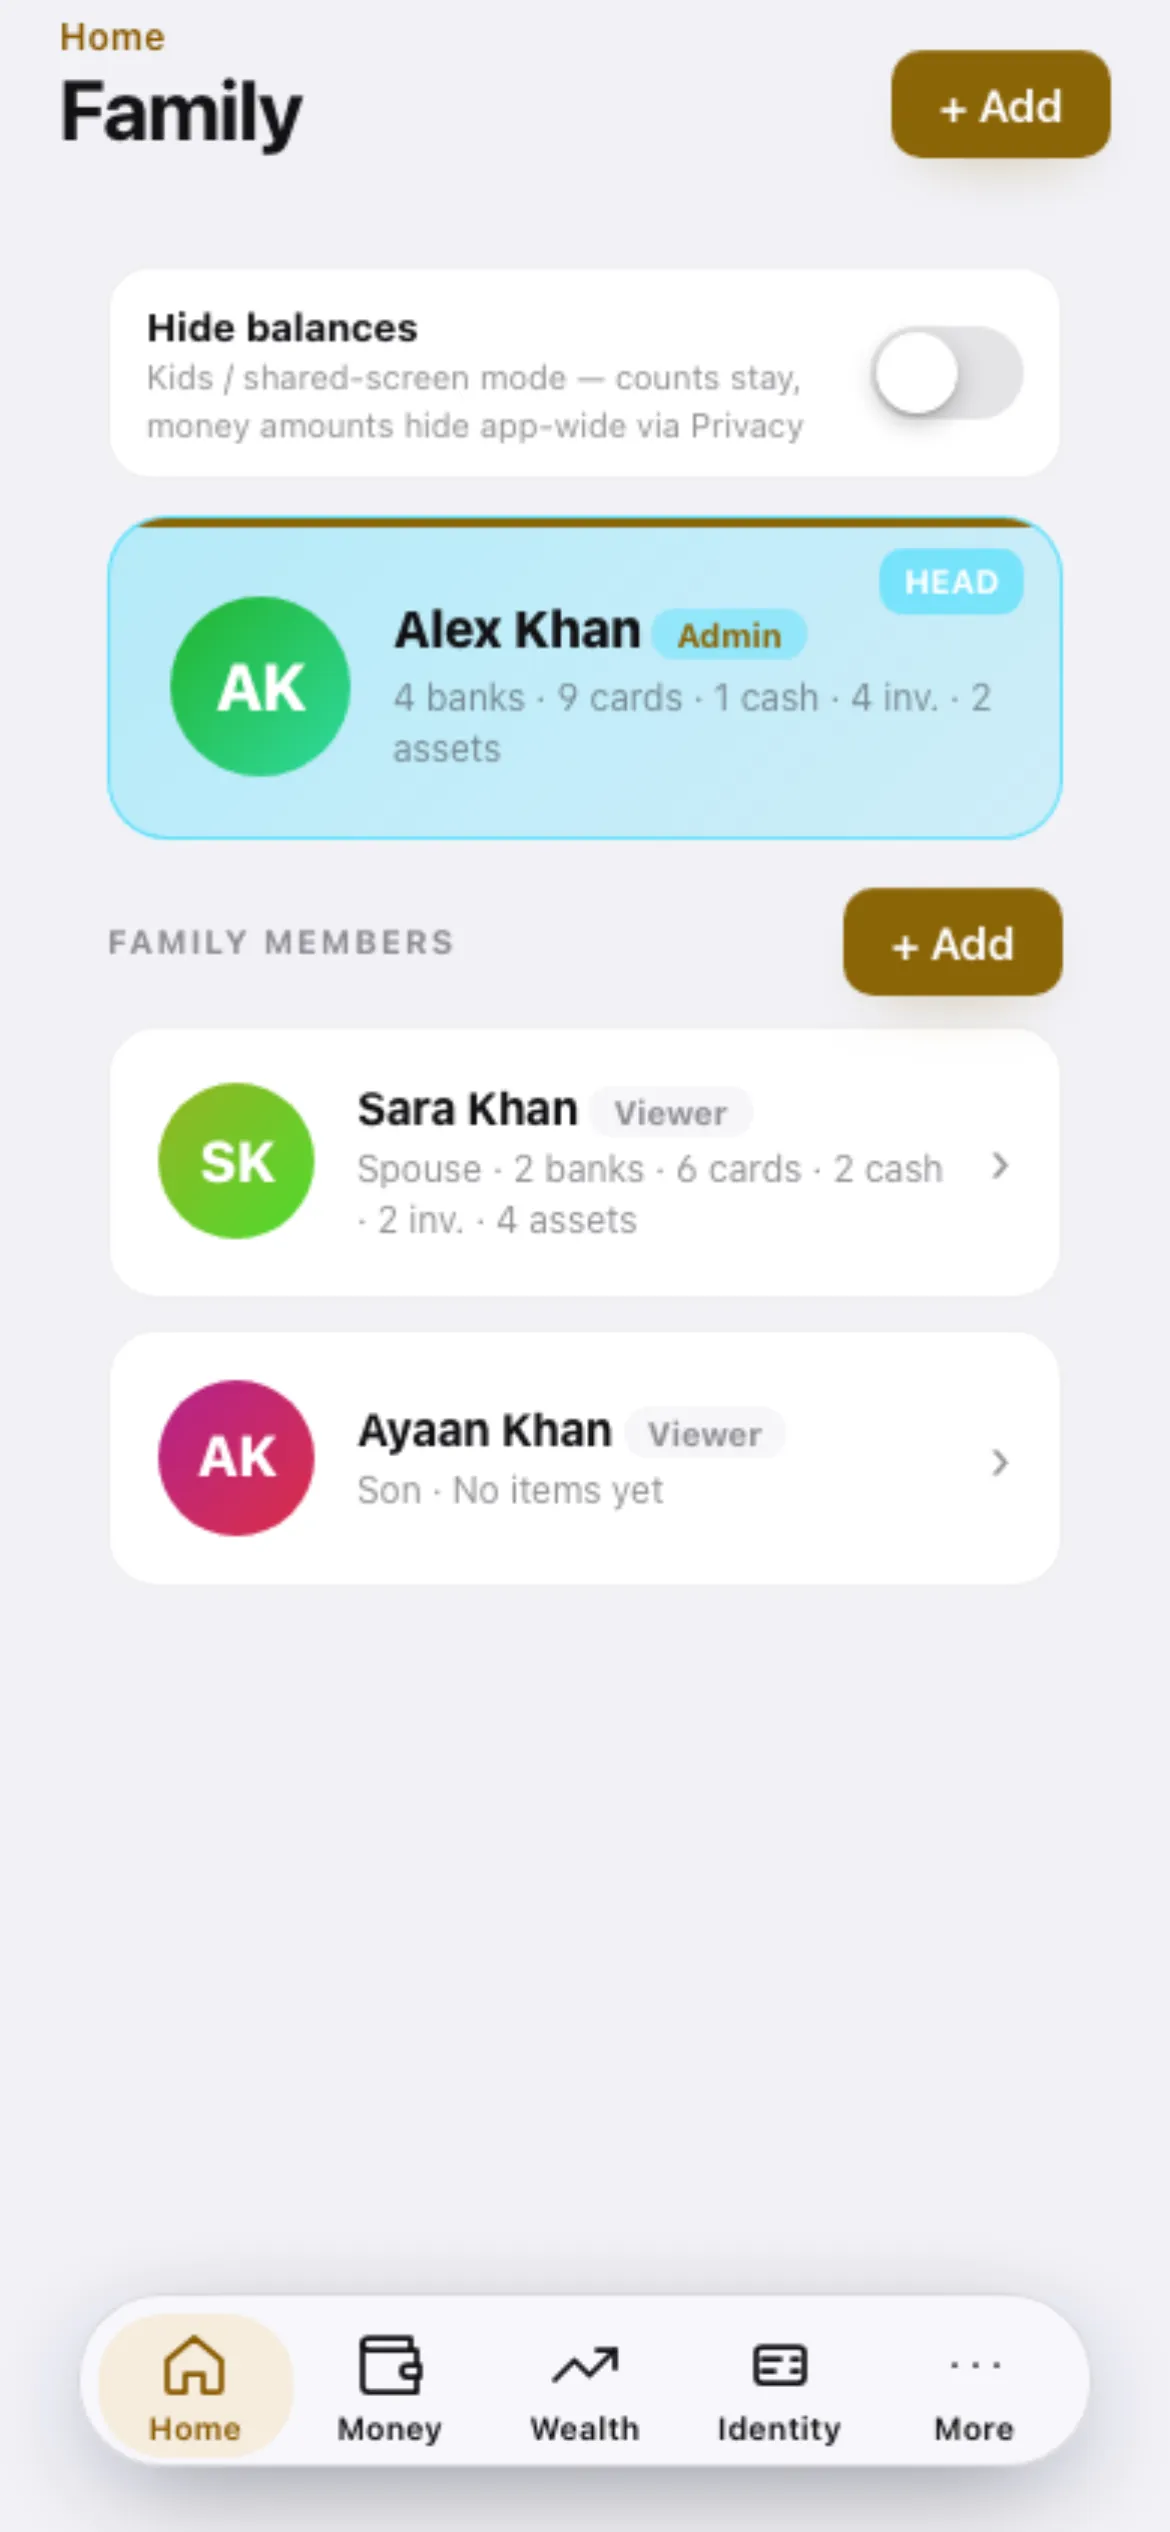 Home
Family
+ Add
Hide balances
Kids / shared-screen mode — counts stay,
money amounts hide app-wide via Privacy
HEAD
AK
Alex Khan Admin
4 banks · 9 cards · 1 cash · 4 inv. · 2
assets
FAMILY MEMBERS
+ Add
SK
Sara Khan Viewer
Spouse · 2 banks · 6 cards · 2 cash
· 2 inv. · 4 assets
AK
Ayaan Khan Viewer
Son · No items yet
Home
Money
Wealth
Identity
More